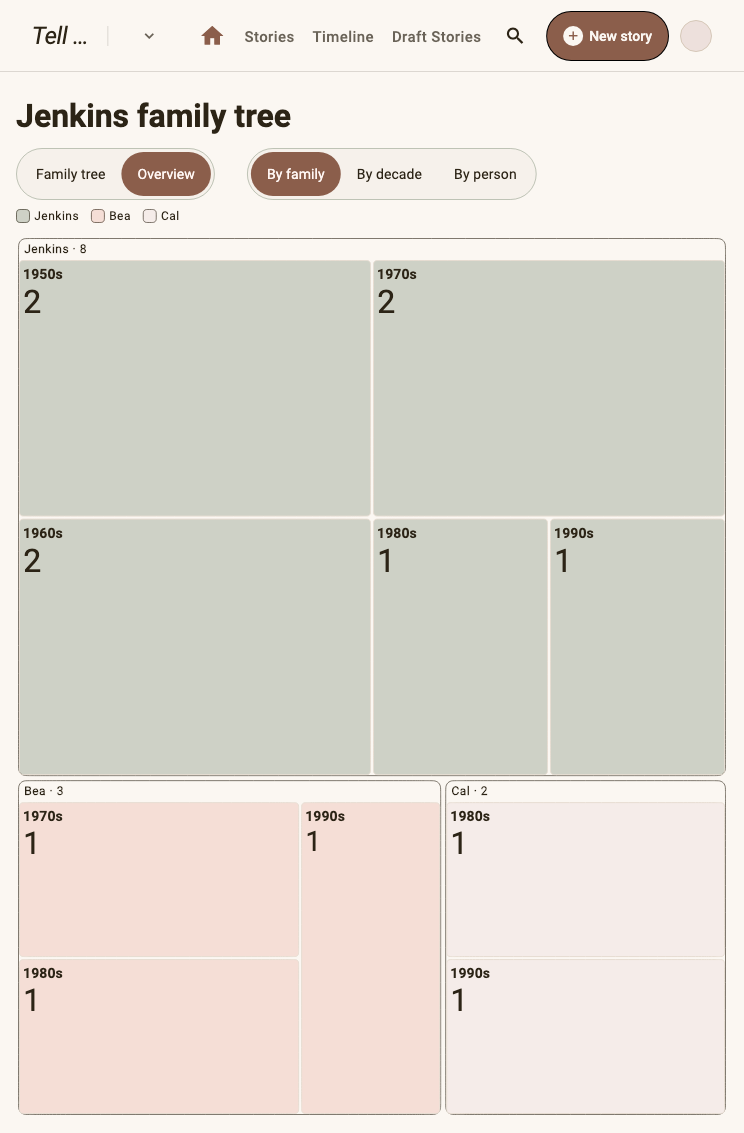 Tell ...
Stories
Timeline
Draft Stories
New story
Jenkins family tree
Family tree
Overview
By family
By decade
By person
Jenkins
Bea
Cal
Jenkins · 8
1950s
2
1970s
2
1960s
2
1980s
1
1990s
1
Bea · 3
1970s
1
1990s
1
1980s
1
Cal · 2
1980s
1
1990s
1